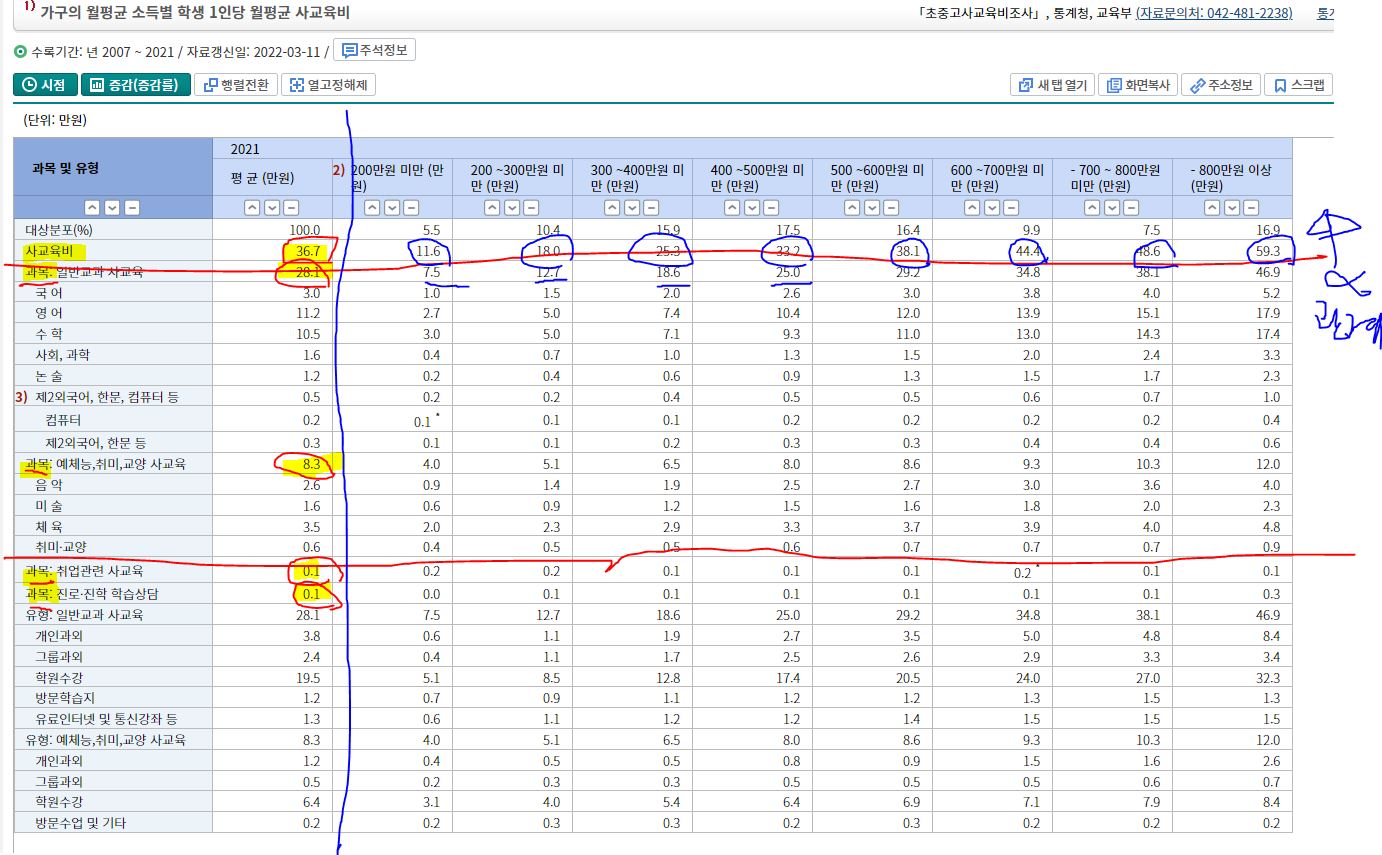 1) 가구의 월평균 소득별 학생 1인당 월평균 사교육비
「초중고사교육비조사」, 통계청, 교육부 (자료문의처: 042-481-2238)
수록기간: 년 2007 ~ 2021 / 자료갱신일: 2022-03-11 / 주석정보
시점 증감(증감률) 행렬전환 열고정해제 새 탭 열기 화면복사 주소정보 스크랩
(단위: 만원)
과목 및 유형 2021
평 균 (만원) 2) 200만원 미만 (만원) 200 ~300만원 미만 (만원) 300 ~400만원 미만 (만원) 400 ~500만원 미만 (만원) 500 ~600만원 미만 (만원) 600 ~700만원 미만 (만원) - 700 ~ 800만원 미만 (만원) - 800만원 이상 (만원)
대상분포(%) 100.0 5.5 10.4 15.9 17.5 16.4 9.9 7.5 16.9
사교육비 36.7 11.6 18.0 25.3 33.2 38.1 44.4 48.6 59.3
과목: 일반교과 사교육 28.1 7.5 12.7 18.6 25.0 29.2 34.8 38.1 46.9
국 어 3.0 1.0 1.5 2.0 2.6 3.0 3.8 4.0 5.2
영 어 11.2 2.7 5.0 7.4 10.4 12.0 13.9 15.1 17.9
수 학 10.5 3.0 5.0 7.1 9.3 11.0 13.0 14.3 17.4
사회, 과학 1.6 0.4 0.7 1.0 1.3 1.5 2.0 2.4 3.3
논 술 1.2 0.2 0.4 0.6 0.9 1.3 1.5 1.7 2.3
3) 제2외국어, 한문, 컴퓨터 등 0.5 0.2 0.2 0.4 0.5 0.5 0.6 0.7 1.0
컴퓨터 0.2 0.1 * 0.1 0.1 0.2 0.2 0.2 0.2 0.4
제2외국어, 한문 등 0.3 0.1 0.1 0.2 0.3 0.3 0.4 0.4 0.6
과목: 예체능,취미,교양 사교육 8.3 4.0 5.1 6.5 8.0 8.6 9.3 10.3 12.0
음 악 2.6 0.9 1.4 1.9 2.5 2.7 3.0 3.6 4.0
미 술 1.6 0.6 0.9 1.2 1.5 1.6 1.8 2.0 2.3
체 육 3.5 2.0 2.3 2.9 3.3 3.7 3.9 4.0 4.8
취미·교양 0.6 0.4 0.5 0.5 0.6 0.7 0.7 0.7 0.9
과목: 취업관련 사교육 0.1 0.2 0.2 0.1 0.1 0.1 0.2 * 0.1 0.1
과목: 진로·진학 학습상담 0.1 0.0 0.1 0.1 0.1 0.1 0.1 0.1 0.3
유형: 일반교과 사교육 28.1 7.5 12.7 18.6 25.0 29.2 34.8 38.1 46.9
개인과외 3.8 0.6 1.1 1.9 2.7 3.5 5.0 4.8 8.4
그룹과외 2.4 0.4 1.1 1.7 2.5 2.6 2.9 3.3 3.4
학원수강 19.5 5.1 8.5 12.8 17.4 20.5 24.0 27.0 32.3
방문학습지 1.2 0.7 0.9 1.1 1.2 1.2 1.3 1.5 1.3
유료인터넷 및 통신강좌 등 1.3 0.6 1.1 1.2 1.2 1.4 1.5 1.5 1.5
유형: 예체능,취미,교양 사교육 8.3 4.0 5.1 6.5 8.0 8.6 9.3 10.3 12.0
개인과외 1.2 0.4 0.5 0.5 0.8 0.9 1.5 1.6 2.6
그룹과외 0.5 0.2 0.3 0.3 0.5 0.5 0.5 0.6 0.7
학원수강 6.4 3.1 4.0 5.4 6.4 6.9 7.1 7.9 8.4
방문수업 및 기타 0.2 0.2 0.3 0.3 0.2 0.3 0.2 0.2 0.2